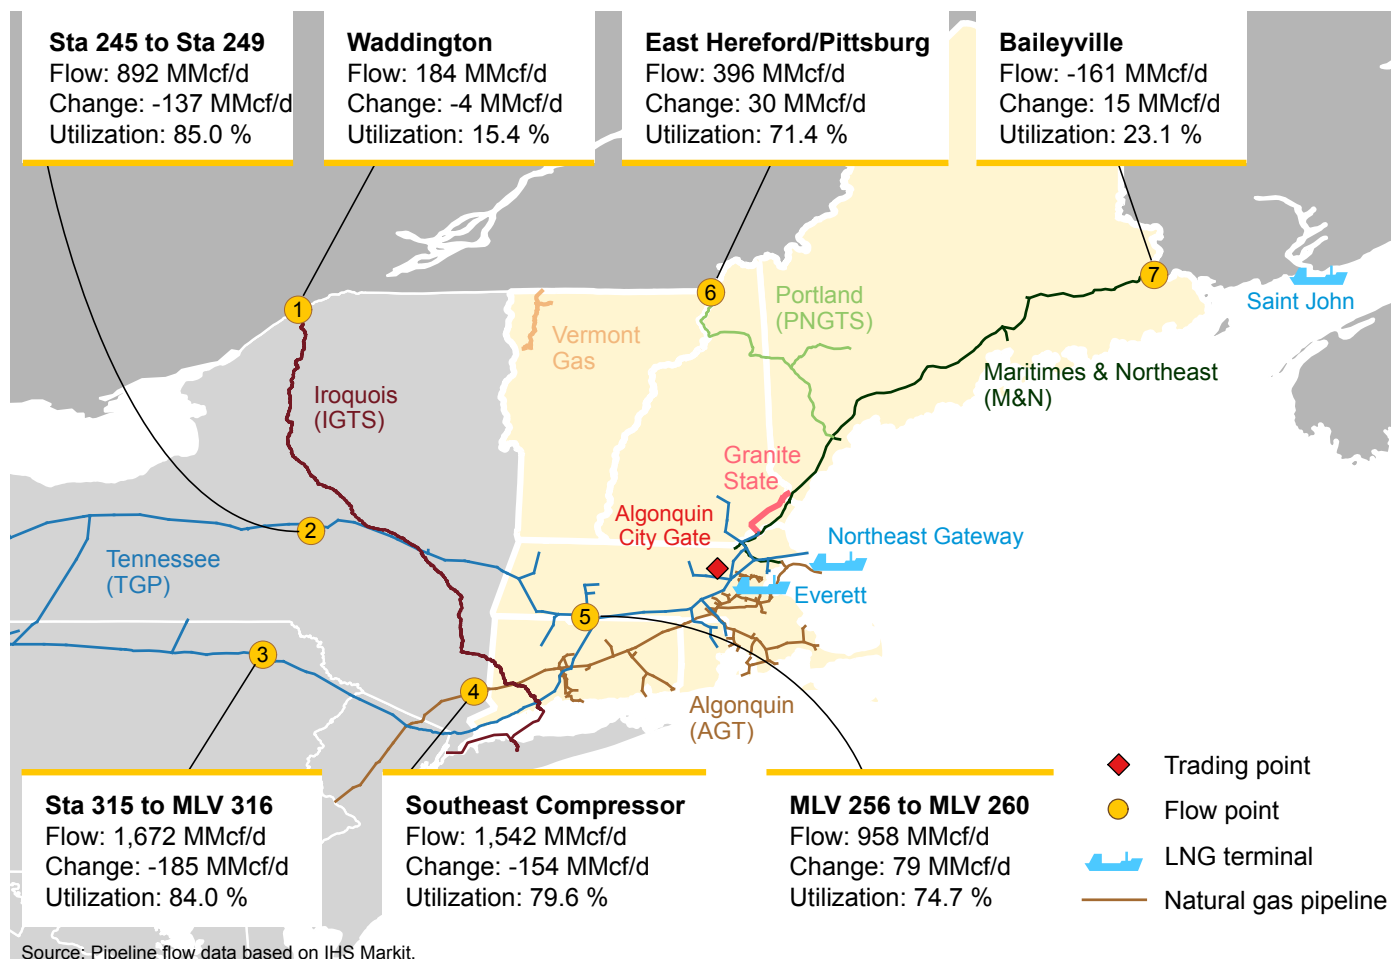 Sta 245 to Sta 249
Flow: 892 MMcf/d
Change: -137 MMcf/d
Utilization: 85.0 %
Waddington
Flow: 184 MMcf/d
Change: -4 MMcf/d
Utilization: 15.4 %
East Hereford/Pittsburg
Flow: 396 MMcf/d
Change: 30 MMcf/d
Utilization: 71.4 %
Baileyville
Flow: -161 MMcf/d
Change: 15 MMcf/d
Utilization: 23.1 %
1
6
7
Saint John
Portland
(PNGTS)
Vermont
Gas
Maritimes & Northeast
(M&N)
Iroquois
(IGTS)
Granite
State
Algonquin
City Gate
2
Northeast Gateway
Tennessee
(TGP)
Everett
5
3
4
Algonquin
(AGT)
Sta 315 to MLV 316
Flow: 1,672 MMcf/d
Change: -185 MMcf/d
Utilization: 84.0 %
Southeast Compressor
Flow: 1,542 MMcf/d
Change: -154 MMcf/d
Utilization: 79.6 %
MLV 256 to MLV 260
Flow: 958 MMcf/d
Change: 79 MMcf/d
Utilization: 74.7 %
Trading point
Flow point
LNG terminal
Natural gas pipeline
Source: Pipeline flow data based on IHS Markit.